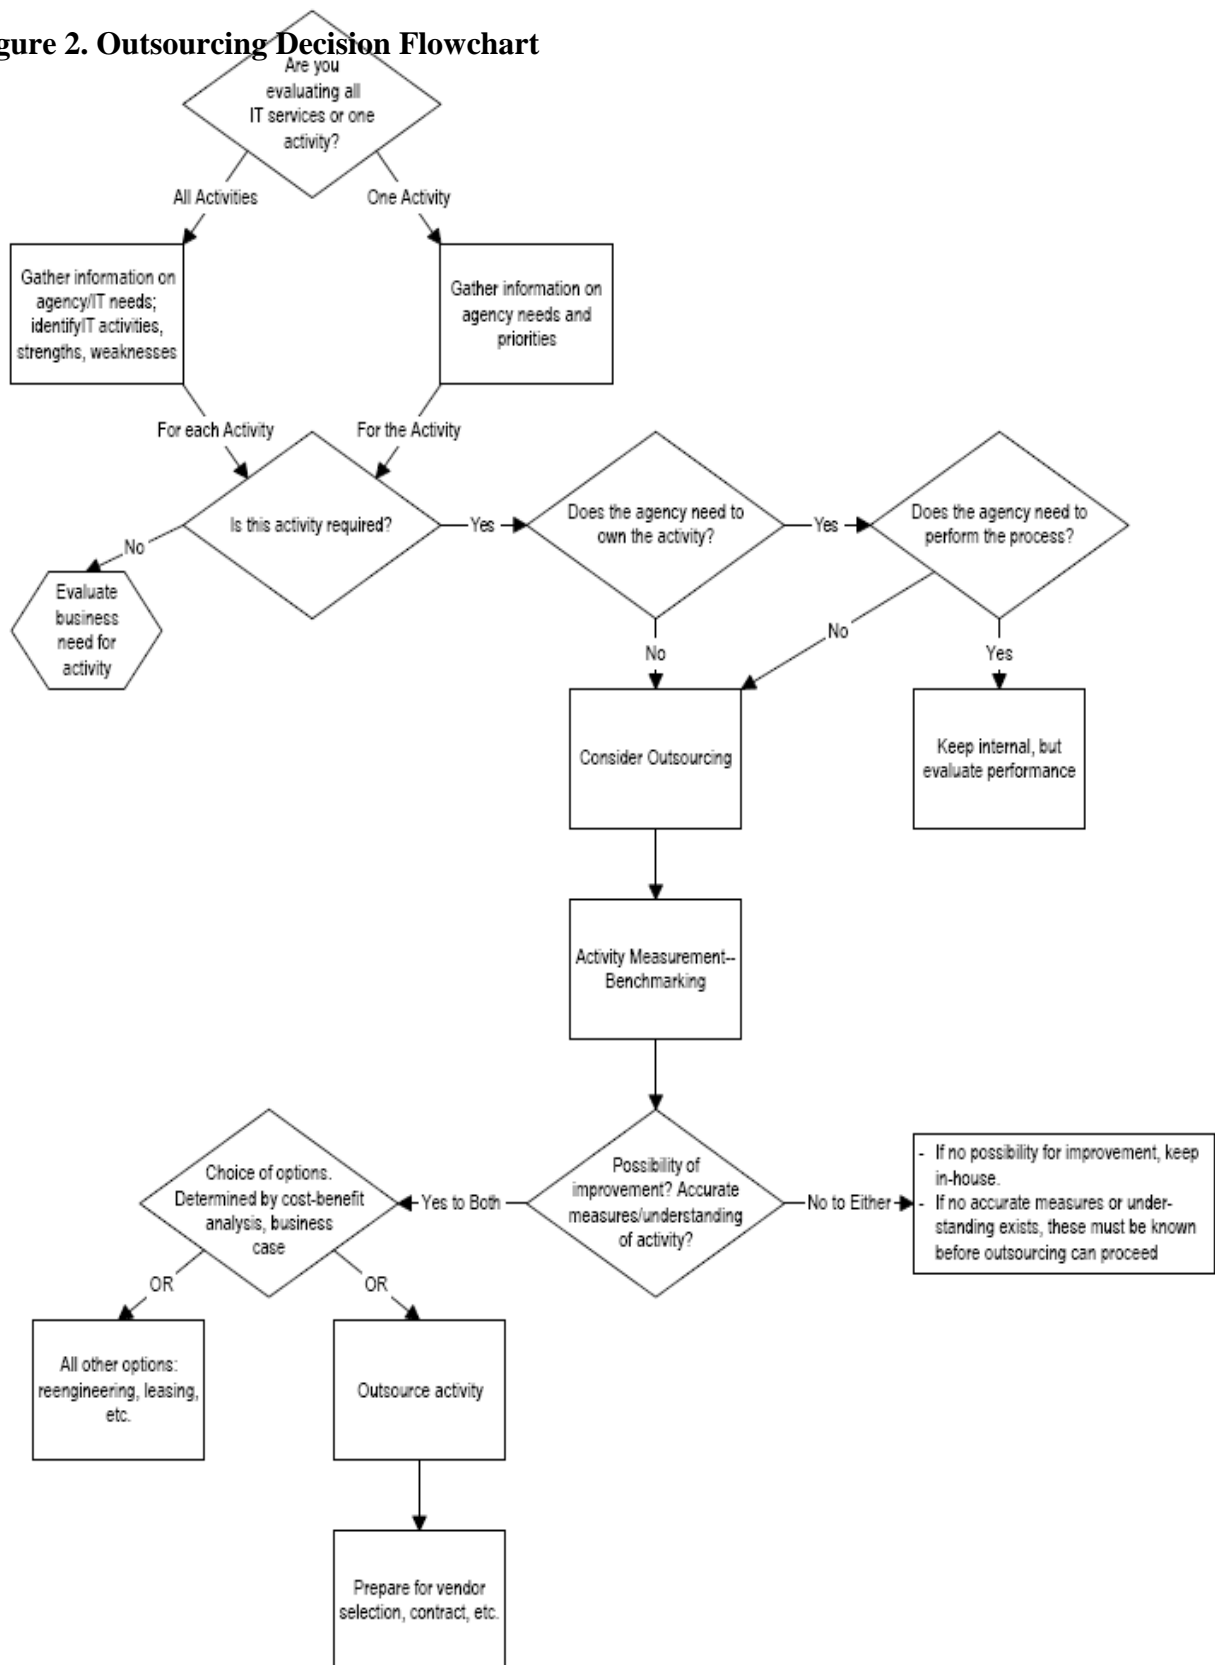 gure 2. Outsourcing Decision Flowchart
Are you
evaluating all
IT services or one
activity?
All Activities
One Activity
Gather information on
agency/IT needs;
identifyIT activities,
strengths, weaknesses
Gather information on
agency needs and
priorities
For each Activity
For the Activity
Is this activity required?
Yes
Does the agency need to
own the activity?
Yes
Does the agency need to
perform the process?
No
Evaluate
business
need for
activity
No
No
Yes
Consider Outsourcing
Keep internal, but
evaluate performance
Activity Measurement--
Benchmarking
Choice of options.
Determined by cost-benefit
analysis, business
case
Yes to Both
Possibility of
improvement? Accurate
measures/understanding
of activity?
No to Either
- If no possibility for improvement, keep
in-house.
- If no accurate measures or under-
standing exists, these must be known
before outsourcing can proceed
OR
OR
All other options:
reengineering, leasing,
etc.
Outsource activity
Prepare for vendor
selection, contract, etc.